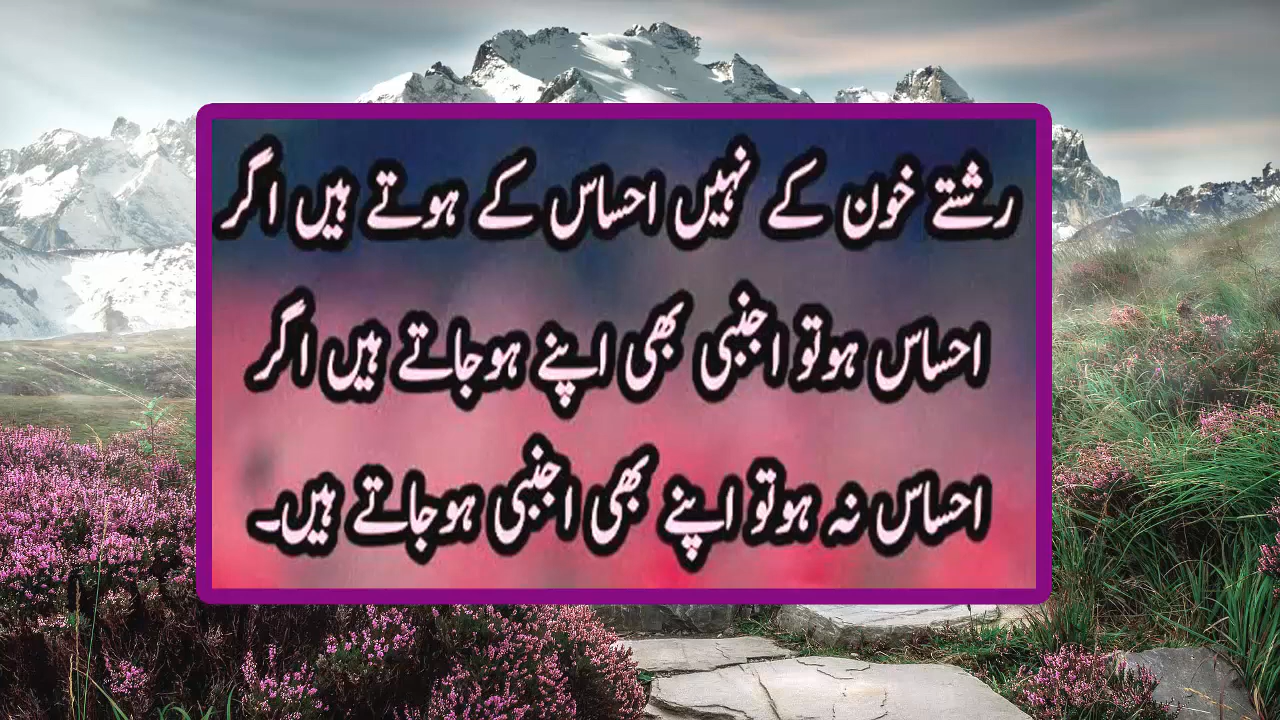 رشتے خون کے نہیں احساس کے ہوتے ہیں اگر
احساس ہوتو اجنبی بھی اپنے ہوجاتے ہیں اگر
احساس نہ ہوتو اپنے بھی اجنبی ہوجاتے ہیں۔